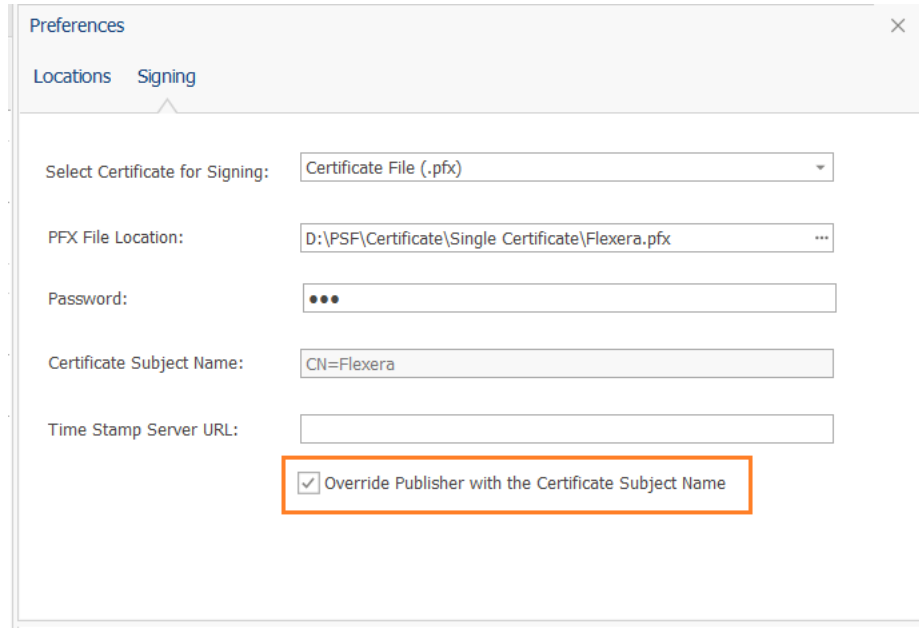 Preferences
Locations Signing
Select Certificate for Signing: Certificate File (.pfx)
PFX File Location: D:\PSF\Certificate\Single Certificate\Flexera.pfx ...
Password: ●●●
Certificate Subject Name: CN=Flexera
Time Stamp Server URL:
Override Publisher with the Certificate Subject Name